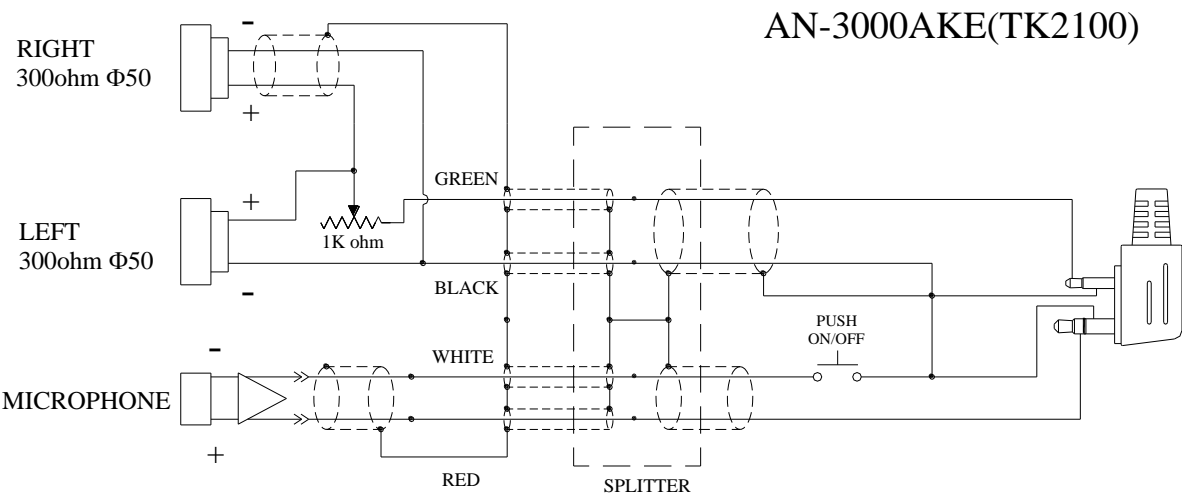 AN-3000AKE(TK2100)
-
RIGHT
300ohm Φ50
+
GREEN
+
LEFT
300ohm Φ50
1K ohm
-
BLACK
PUSH
ON/OFF
-
WHITE
MICROPHONE
+
RED
SPLITTER